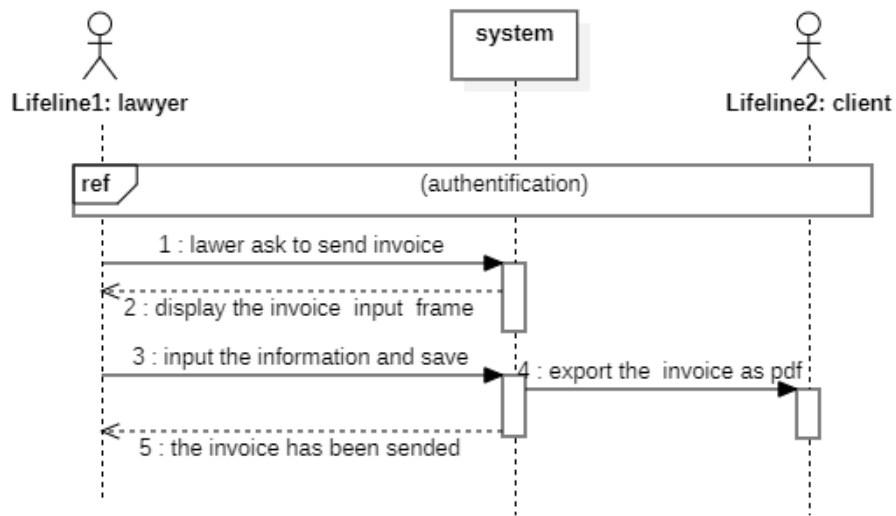 system
Lifeline1: lawyer
Lifeline2: client
ref
(authentification)
1 : lawer ask to send invoice
2 : display the invoice input frame
3 : input the information and save
4 : export the invoice as pdf
5 : the invoice has been sended